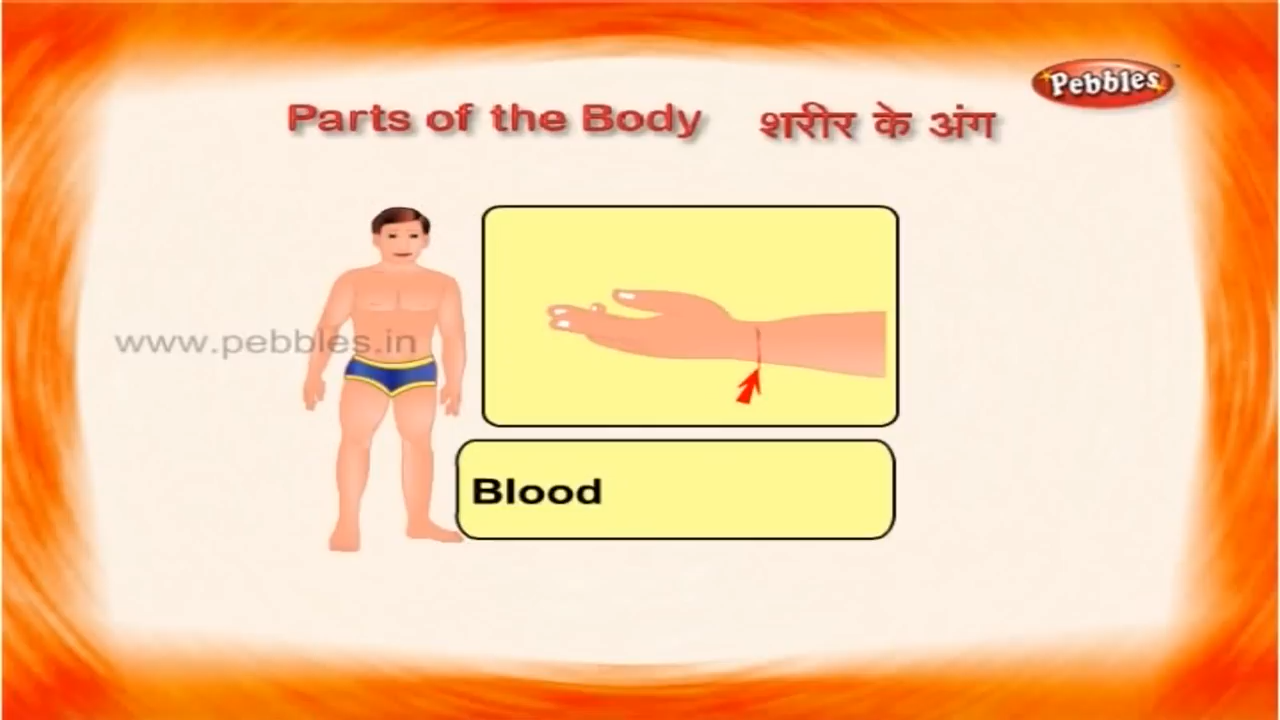 Pebbles
Parts of the Body शरीर के अंग
www.pebbles.in
Blood